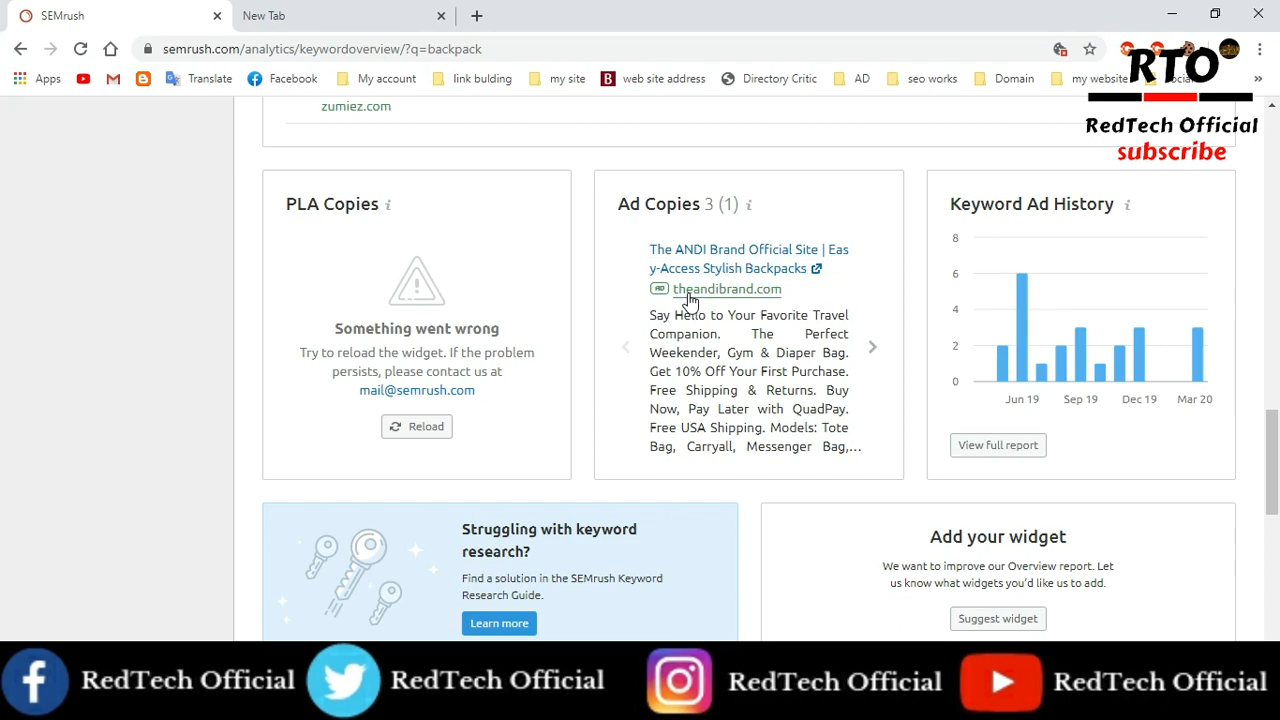 SEMrush
New Tab
semrush.com/analytics/keywordoverview/?q=backpack
Apps
Translate
Facebook
My account
link bulding
my site
B
web site address
Directory Critic
AD
seo works
Domain
my website
RTO
RedTech Official
subscribe
zumiez.com
PLA Copies i
Something went wrong
Try to reload the widget. If the problem
persists, please contact us at
mail@semrush.com
Reload
Ad Copies 3 (1) i
The ANDI Brand Official Site | Eas
y-Access Stylish Backpacks
AD theandibrand.com
Say Hello to Your Favorite Travel
Companion. The Perfect
Weekender, Gym & Diaper Bag.
Get 10% Off Your First Purchase.
Free Shipping & Returns. Buy
Now, Pay Later with QuadPay.
Free USA Shipping. Models: Tote
Bag, Carryall, Messenger Bag,...
Keyword Ad History i
8
6
4
2
0
Jun 19
Sep 19
Dec 19
Mar 20
View full report
Struggling with keyword
research?
Find a solution in the SEMrush Keyword
Research Guide.
Learn more
Add your widget
We want to improve our Overview report. Let
us know what widgets you'd like us to add.
Suggest widget
RedTech Official
RedTech Official
RedTech Official
RedTech Official